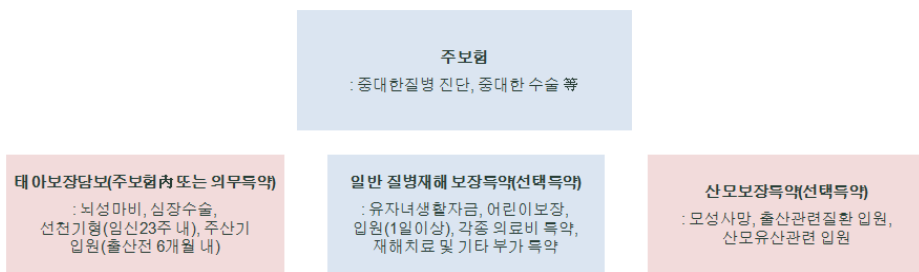 주보험
: 중대한질병 진단, 중대한 수술 等
태아보장담보(주보험內 또는 의무특약)
: 뇌성마비, 심장수술,
선천기형(임신23주 내), 주산기
입원(출산전 6개월 내)
일반 질병재해 보장특약(선택특약)
: 유자녀생활자금, 어린이보장,
입원(1일이상), 각종 의료비 특약,
재해치료 및 기타 부가 특약
산모보장특약(선택특약)
: 모성사망, 출산관련질환 입원,
산모유산관련 입원